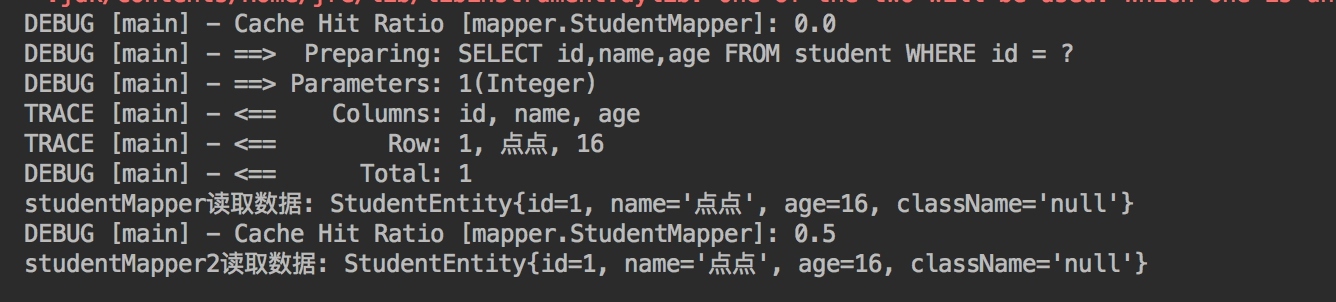 DEBUG [main] - Cache Hit Ratio [mapper.StudentMapper]: 0.0
DEBUG [main] - ==>  Preparing: SELECT id,name,age FROM student WHERE id = ?
DEBUG [main] - ==> Parameters: 1(Integer)
TRACE [main] - <==    Columns: id, name, age
TRACE [main] - <==        Row: 1, 点点, 16
DEBUG [main] - <==      Total: 1
studentMapper读取数据: StudentEntity{id=1, name='点点', age=16, className='null'}
DEBUG [main] - Cache Hit Ratio [mapper.StudentMapper]: 0.5
studentMapper2读取数据: StudentEntity{id=1, name='点点', age=16, className='null'}